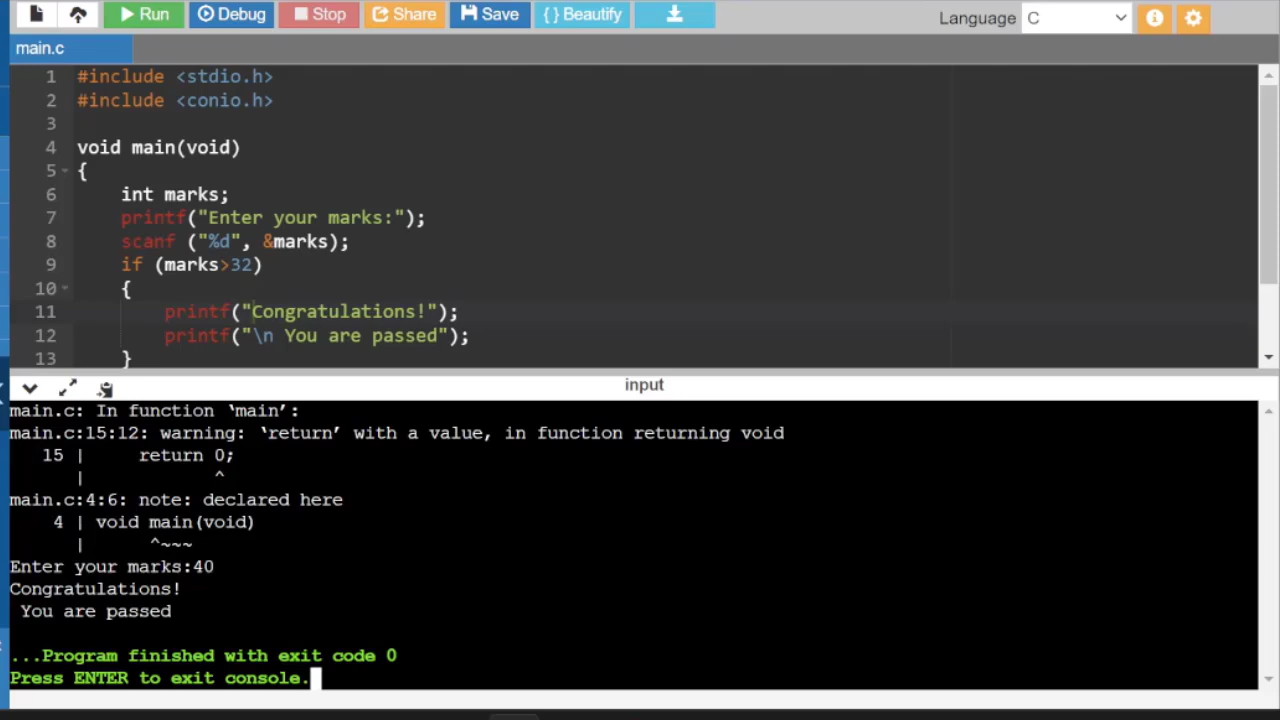 Run Debug Stop Share Save { } Beautify Language C
main.c
1 #include <stdio.h>
2 #include <conio.h>
3
4 void main(void)
5 {
6 int marks;
7 printf("Enter your marks:");
8 scanf ("%d", &marks);
9 if (marks>32)
10 {
11 printf("Congratulations!");
12 printf("\n You are passed");
13 }
input
main.c: In function ‘main’:
main.c:15:12: warning: ‘return’ with a value, in function returning void
15 | return 0;
| ^
main.c:4:6: note: declared here
4 | void main(void)
| ^~~~
Enter your marks:40
Congratulations!
You are passed
...Program finished with exit code 0
Press ENTER to exit console.